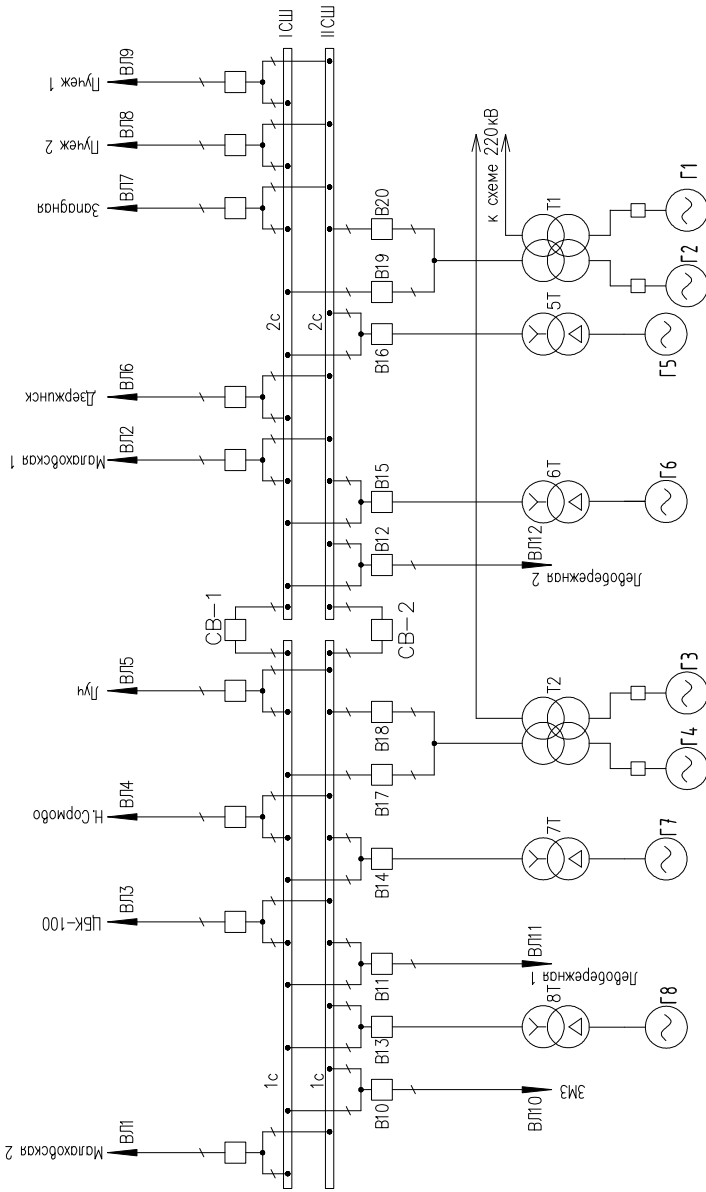 Пучеж 1
ВЛ9
I СШ
II СШ
Пучеж 2
ВЛ8
Западная
ВЛ7
к схеме 220кВ
В20
В19
Т1
Г1
Г2
2с
2с
В16
5Т
Г5
Дзержинск
ВЛ6
Малаховская 1
ВЛ2
В15
6Т
Г6
В12
ВЛ12
Левобережная 2
СВ-1
СВ-2
Луч
ВЛ5
В18
В17
Т2
Г3
Г4
Н.Сормово
ВЛ4
В14
7Т
Г7
ЦБК-100
ВЛ3
В11
ВЛ11
Левобережная 1
В13
8Т
Г8
1с
1с
В10
ВЛ10
ЗМЗ
Малаховская 2
ВЛ1